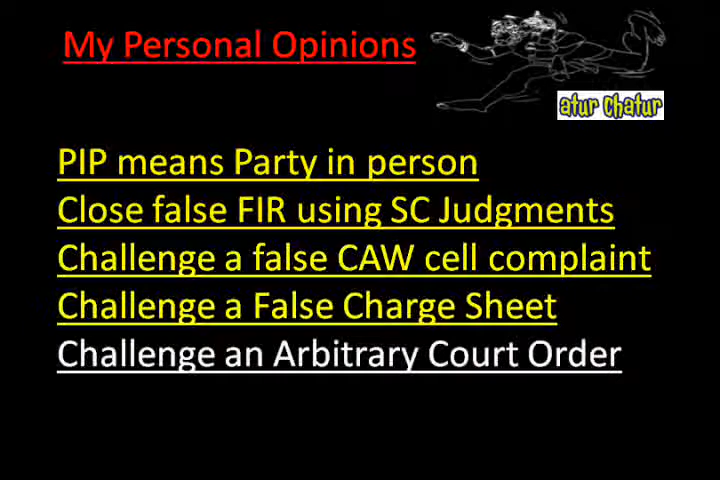 My Personal Opinions
atur chatur
PIP means Party in person
Close false FIR using SC Judgments
Challenge a false CAW cell complaint
Challenge a False Charge Sheet
Challenge an Arbitrary Court Order